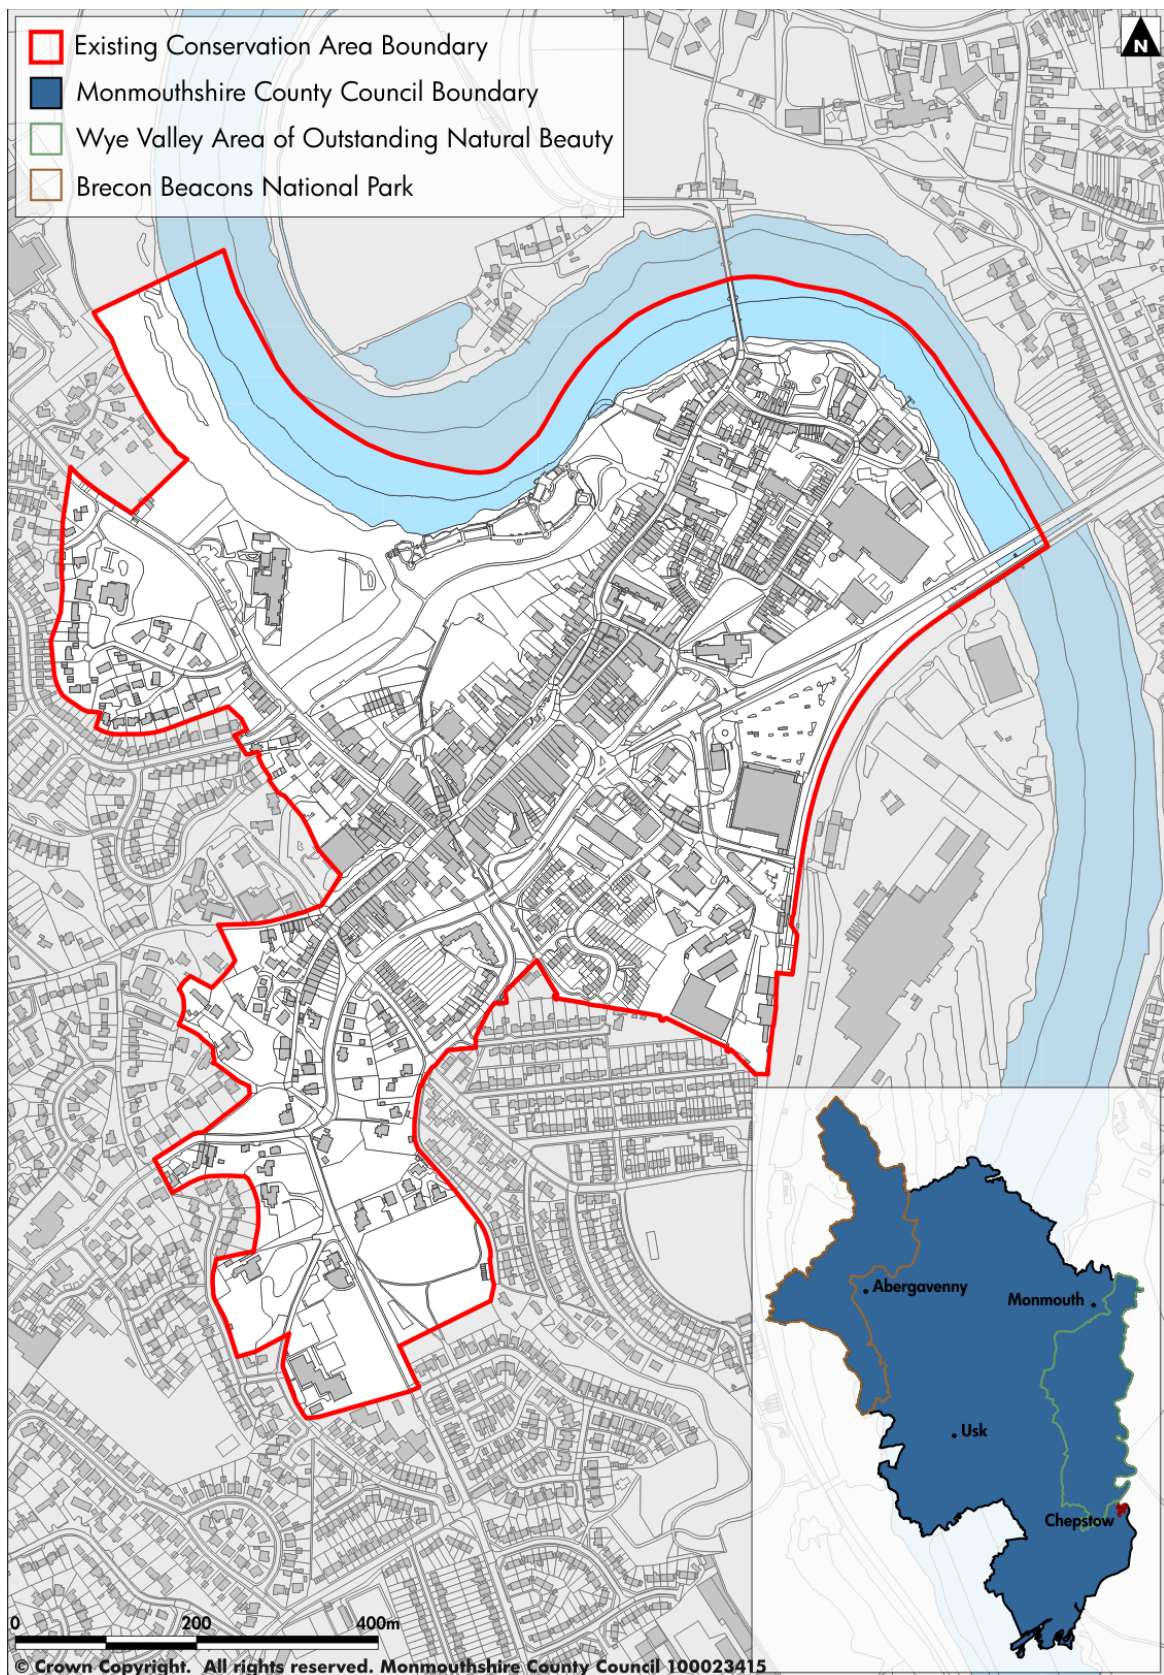 Existing Conservation Area Boundary
Monmouthshire County Council Boundary
Wye Valley Area of Outstanding Natural Beauty
Brecon Beacons National Park
N
Abergavenny
Monmouth
Usk
Chepstow
0 200 400m
© Crown Copyright. All rights reserved. Monmouthshire County Council 100023415